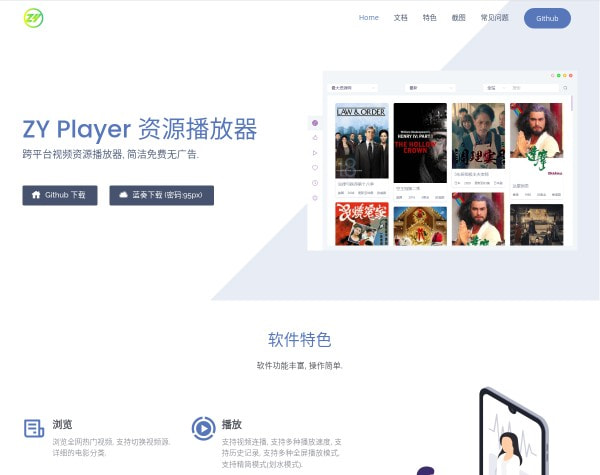 ZY
Home
文档
特色
截图
常见问题
Github
ZY Player 资源播放器
跨平台视频资源播放器, 简洁免费无广告.
Github 下载
蓝奏下载 (密码:95px)
LAW & ORDER
THE HOLLOW CROWN
软件特色
软件功能丰富, 操作简单.
浏览
浏览全网热门视频, 支持切换视频源.
详细的电影分类.
播放
支持视频连播, 支持多种播放速度, 支
持历史记录, 支持多种全屏播放模式,
支持精简模式(划水模式).